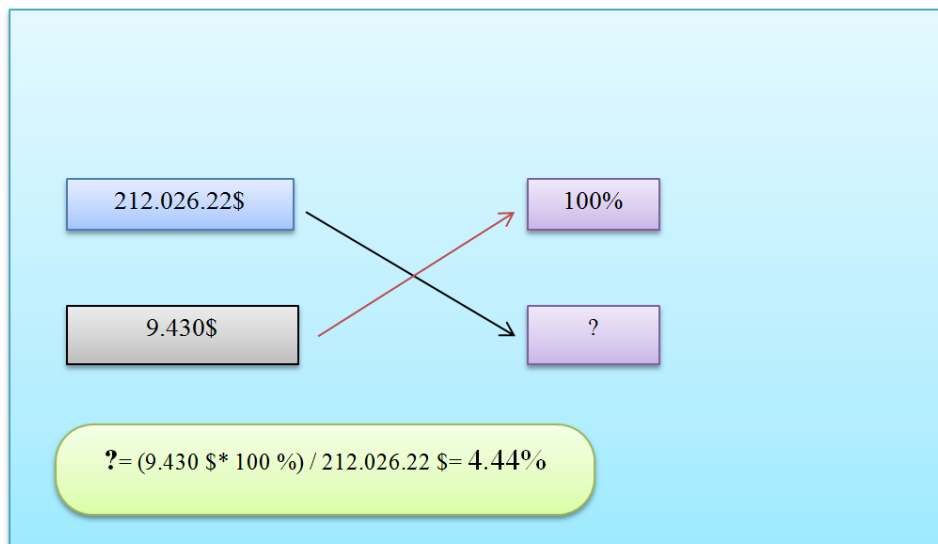 212.026.22$
100%
9.430$
?
?= (9.430 $* 100 %) / 212.026.22 $= 4.44%